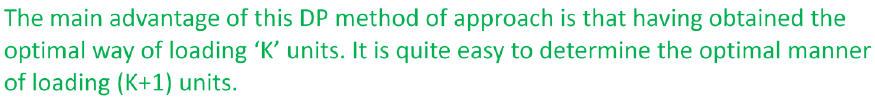 The main advantage of this DP method of approach is that having obtained the
optimal way of loading ‘K’ units. It is quite easy to determine the optimal manner
of loading (K+1) units.